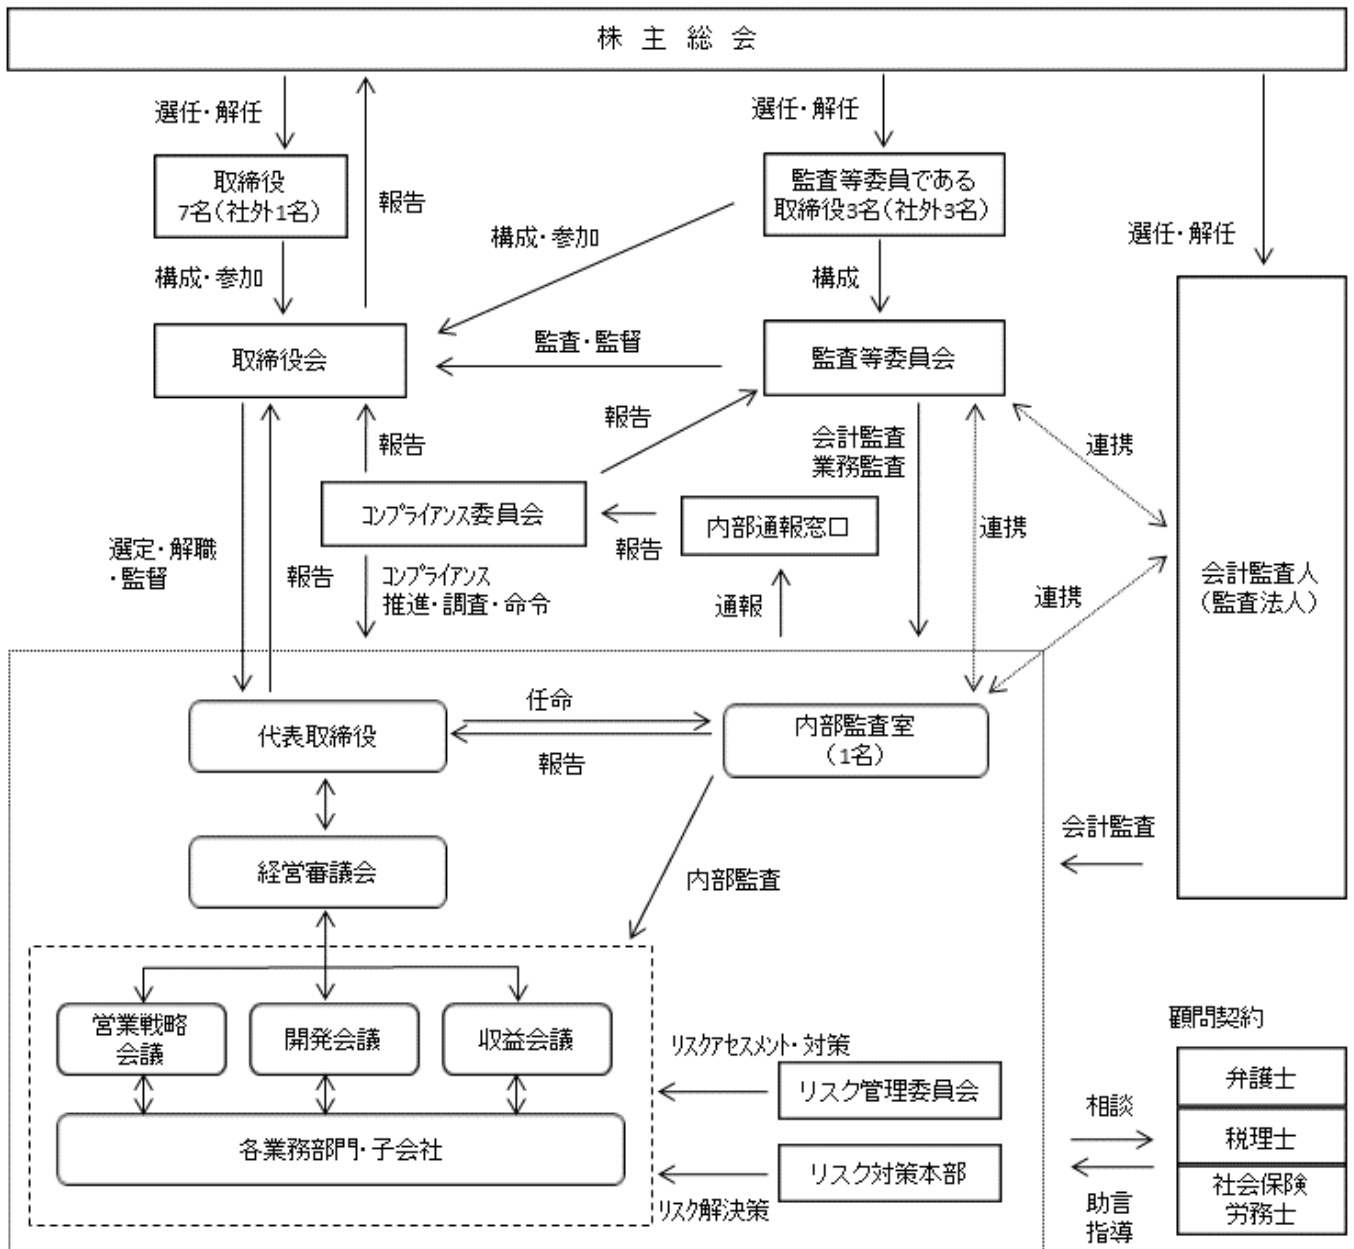 株主総会
選任・解任
選任・解任
取締役
7名(社外1名)
報告
監査等委員である
取締役3名(社外3名)
選任・解任
構成・参加
構成・参加
構成
取締役会
監査・監督
監査等委員会
報告
報告
会計監査
業務監査
連携
コンプライアンス委員会
報告
内部通報窓口
連携
選定・解職
・監督
報告
コンプライアンス
推進・調査・命令
通報
連携
会計監査人
(監査法人)
代表取締役
任命
報告
内部監査室
(1名)
会計監査
経営審議会
内部監査
営業戦略
会議
開発会議
収益会議
リスクアセスメント・対策
リスク管理委員会
各業務部門・子会社
リスク対策本部
リスク解決策
顧問契約
弁護士
相談
税理士
社会保険
労務士
助言
指導